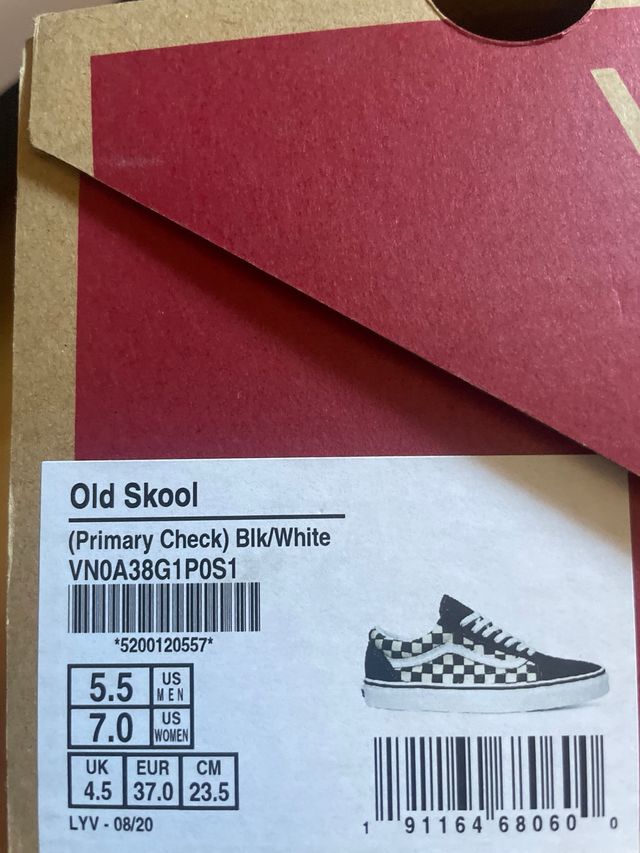 Old Skool
(Primary Check) Blk/White
VN0A38G1P0S1
*5200120557*
5.5 US MEN
7.0 US WOMEN
UK EUR CM
4.5 37.0 23.5
LYV - 08/20
1 91164 68060 0